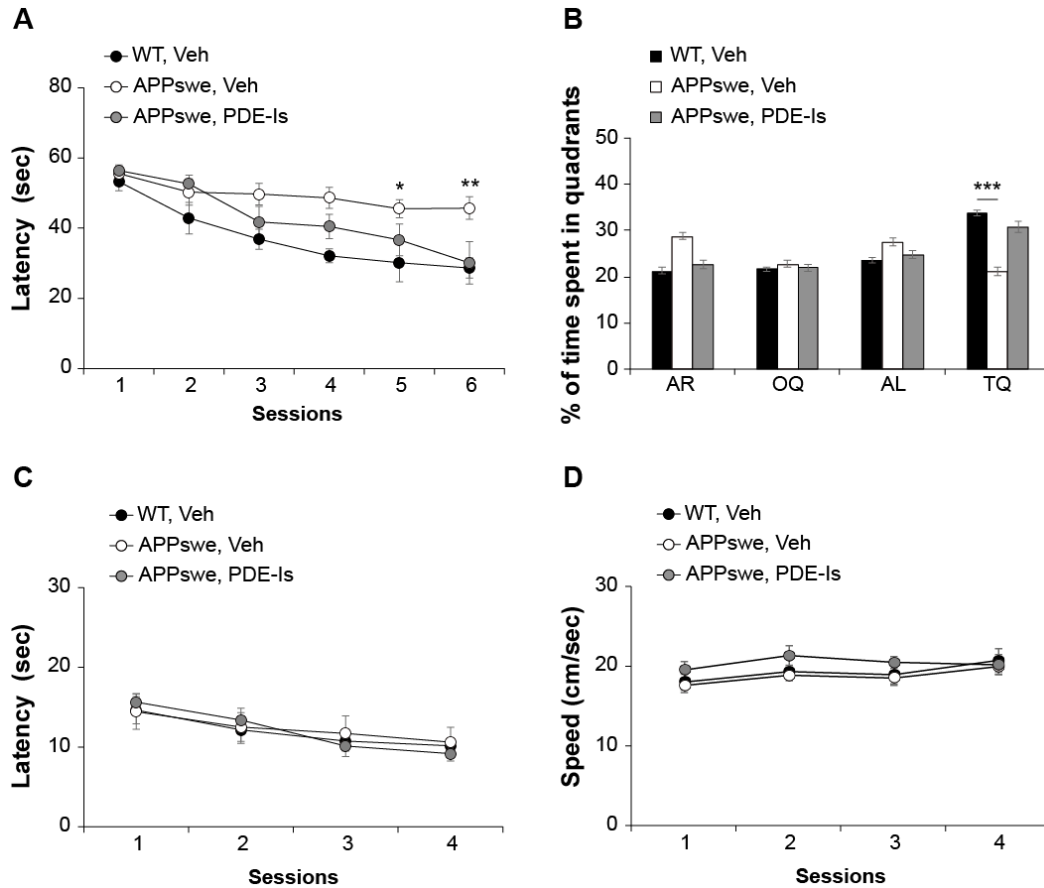 A
WT, Veh
APPswe, Veh
APPswe, PDE-Is
Latency (sec)
80
60
40
20
0
* **
1 2 3 4 5 6
Sessions
B
WT, Veh
APPswe, Veh
APPswe, PDE-Is
% of time spent in quadrants
50
40
30
20
10
0
***
AR OQ AL TQ
C
WT, Veh
APPswe, Veh
APPswe, PDE-Is
Latency (sec)
30
20
10
0
1 2 3 4
Sessions
D
WT, Veh
APPswe, Veh
APPswe, PDE-Is
Speed (cm/sec)
30
20
10
0
1 2 3 4
Sessions